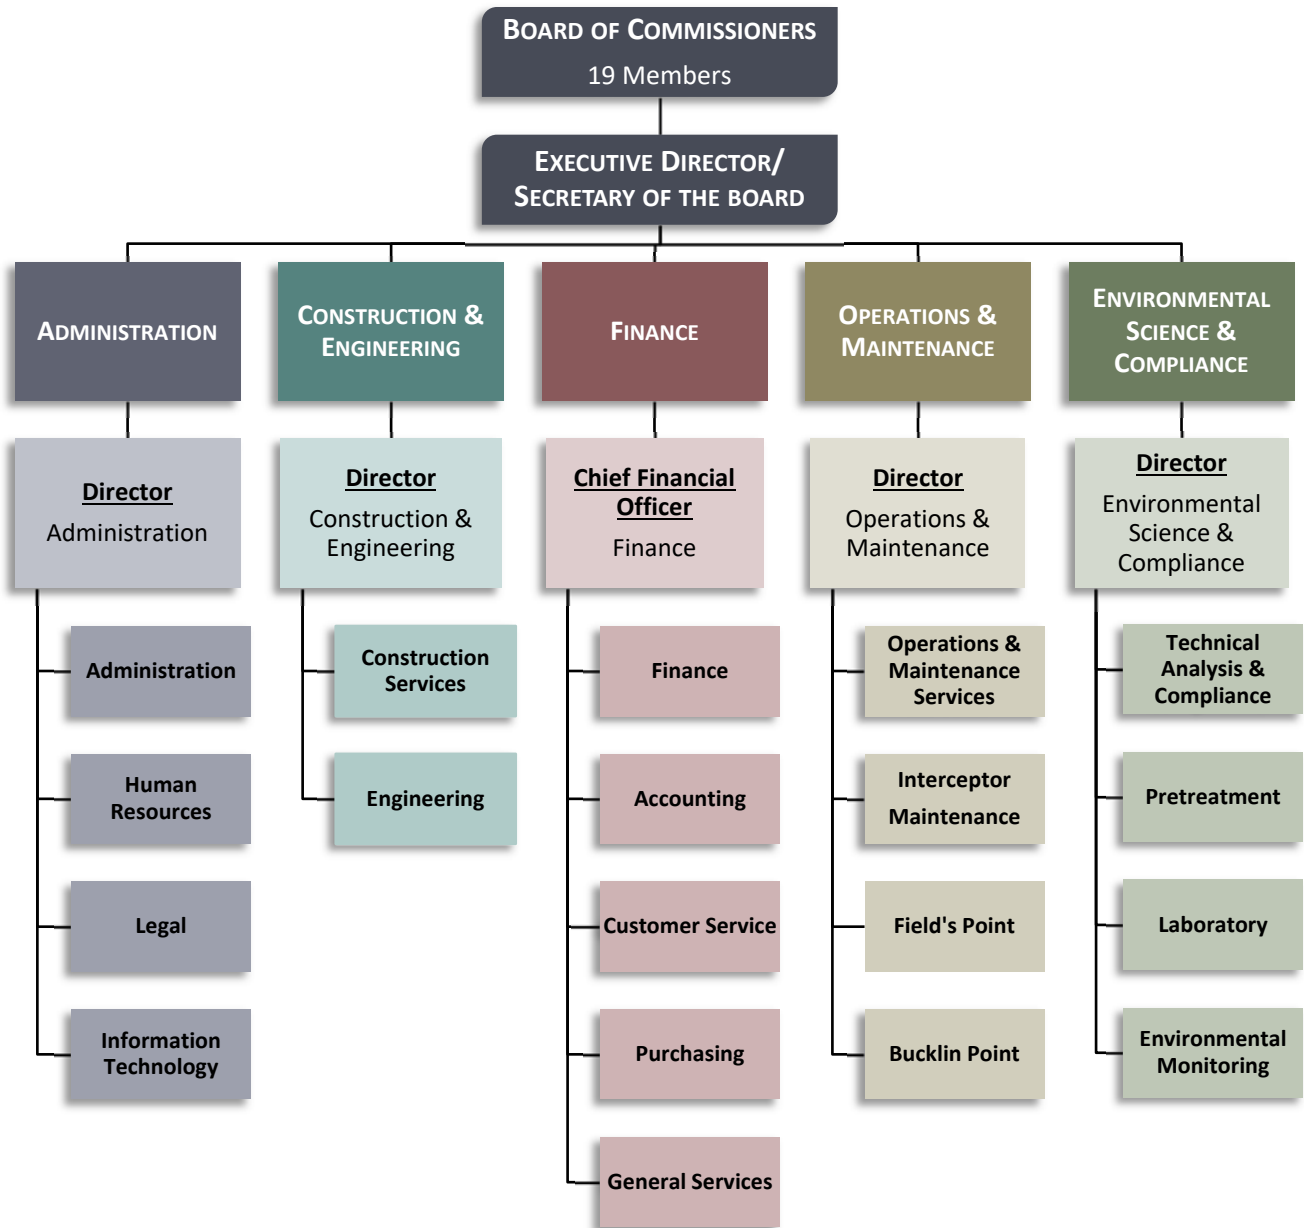 BOARD OF COMMISSIONERS
19 Members
EXECUTIVE DIRECTOR/
SECRETARY OF THE BOARD
ADMINISTRATION
CONSTRUCTION &
ENGINEERING
FINANCE
OPERATIONS &
MAINTENANCE
ENVIRONMENTAL
SCIENCE &
COMPLIANCE
Director
Administration
Director
Construction &
Engineering
Chief Financial
Officer
Finance
Director
Operations &
Maintenance
Director
Environmental
Science &
Compliance
Administration
Human
Resources
Legal
Information
Technology
Construction
Services
Engineering
Finance
Accounting
Customer Service
Purchasing
General Services
Operations &
Maintenance
Services
Interceptor
Maintenance
Field's Point
Bucklin Point
Technical
Analysis &
Compliance
Pretreatment
Laboratory
Environmental
Monitoring